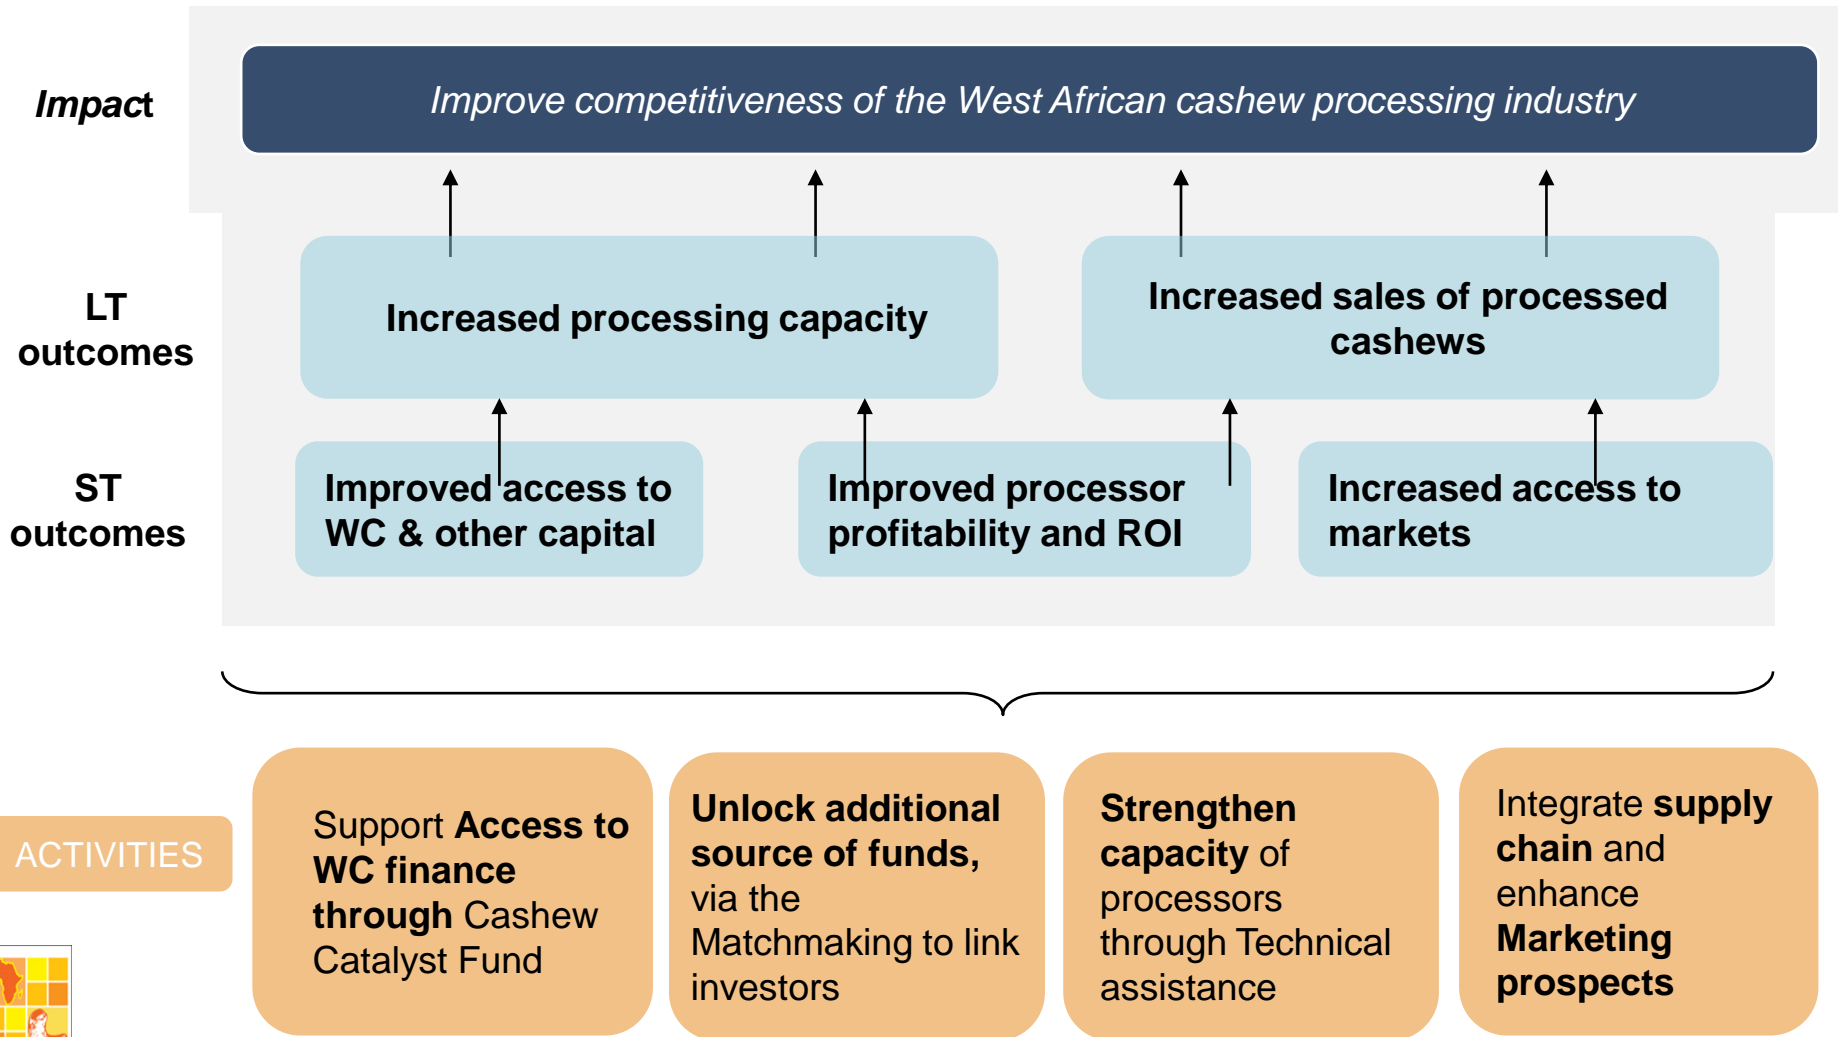 Impact
Improve competitiveness of the West African cashew processing industry
LT
outcomes
Increased processing capacity
Increased sales of processed
cashews
ST
outcomes
Improved access to
WC & other capital
Improved processor
profitability and ROI
Increased access to
markets
ACTIVITIES
Support Access to
WC finance
through Cashew
Catalyst Fund
Unlock additional
source of funds,
via the
Matchmaking to link
investors
Strengthen
capacity of
processors
through Technical
assistance
Integrate supply
chain and
enhance
Marketing
prospects